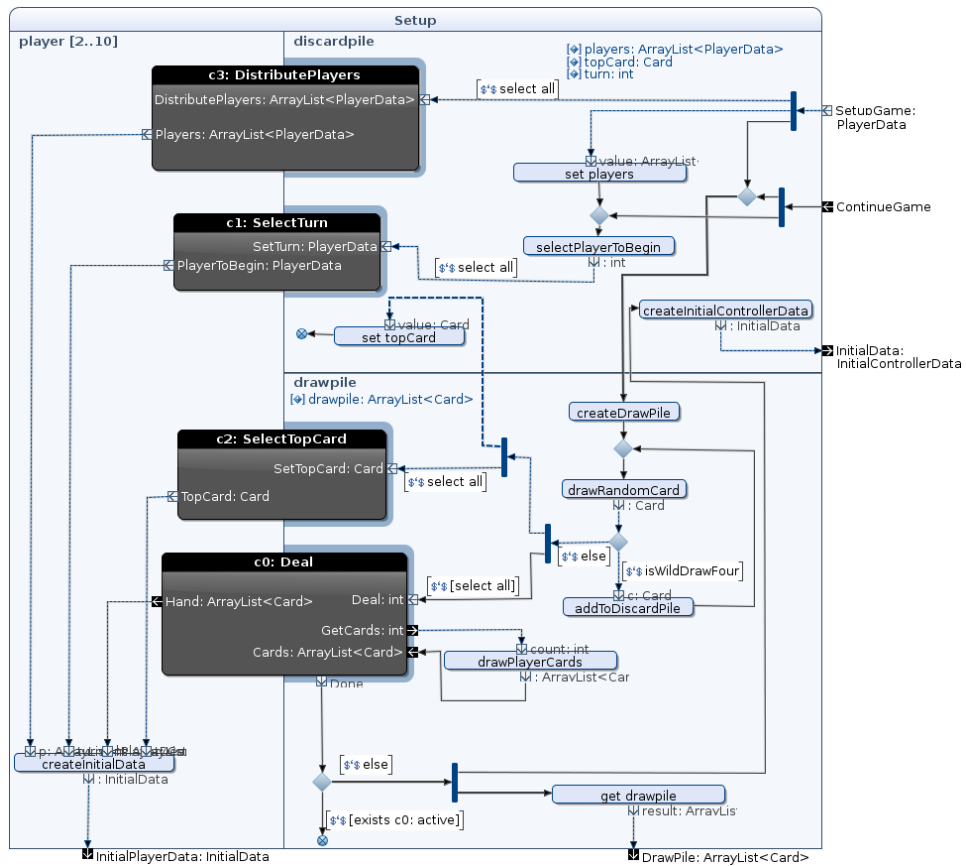 Setup
player [2..10]
discardpile
players: ArrayList<PlayerData>
topCard: Card
turn: int
c3: DistributePlayers
DistributePlayers: ArrayList<PlayerData>
Players: ArrayList<PlayerData>
select all
SetupGame:
PlayerData
value: ArrayList
set players
ContinueGame
c1: SelectTurn
SetTurn: PlayerData
PlayerToBegin: PlayerData
selectPlayerToBegin
: int
select all
createInitialControllerData
: InitialData
value: Card
set topCard
InitialData:
InitialControllerData
drawpile
drawpile: ArrayList<Card>
createDrawPile
c2: SelectTopCard
SetTopCard: Card
TopCard: Card
select all
drawRandomCard
: Card
else
isWildDrawFour
c0: Deal
Deal: int
Hand: ArrayList<Card>
GetCards: int
Cards: ArrayList<Card>
[select all]
c: Card
addToDiscardPile
count: int
drawPlayerCards
: ArrayList<Car
Done
createInitialData
: InitialData
else
get drawpile
result: ArrayLis
[exists c0: active]
InitialPlayerData: InitialData
DrawPile: ArrayList<Card>